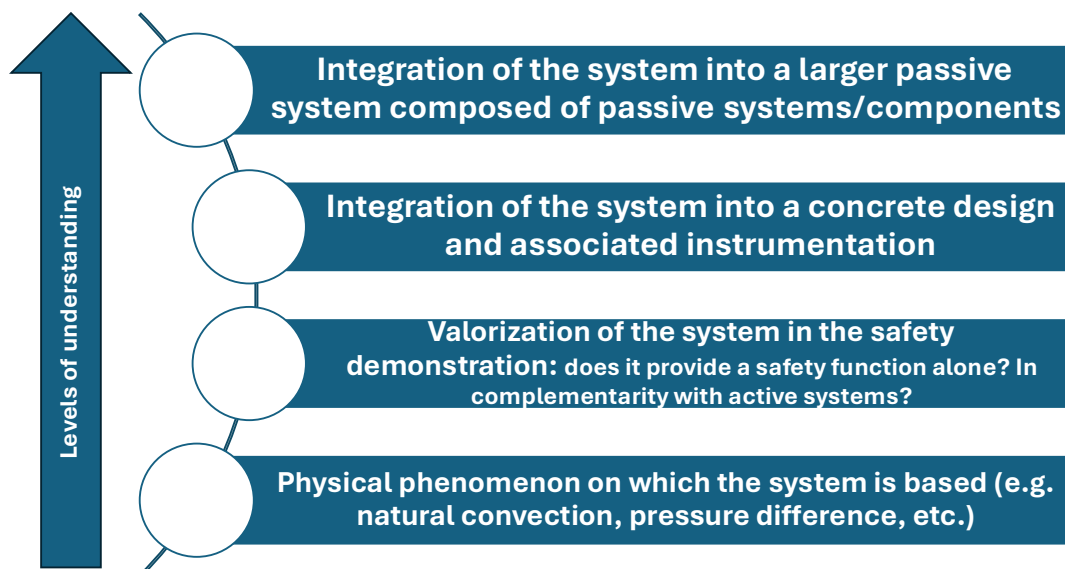 Integration of the system into a larger passive
system composed of passive systems/components
Integration of the system into a concrete design
and associated instrumentation
Valorization of the system in the safety
demonstration: does it provide a safety function alone? In
complementarity with active systems?
Physical phenomenon on which the system is based (e.g.
natural convection, pressure difference, etc.)
Levels of understanding